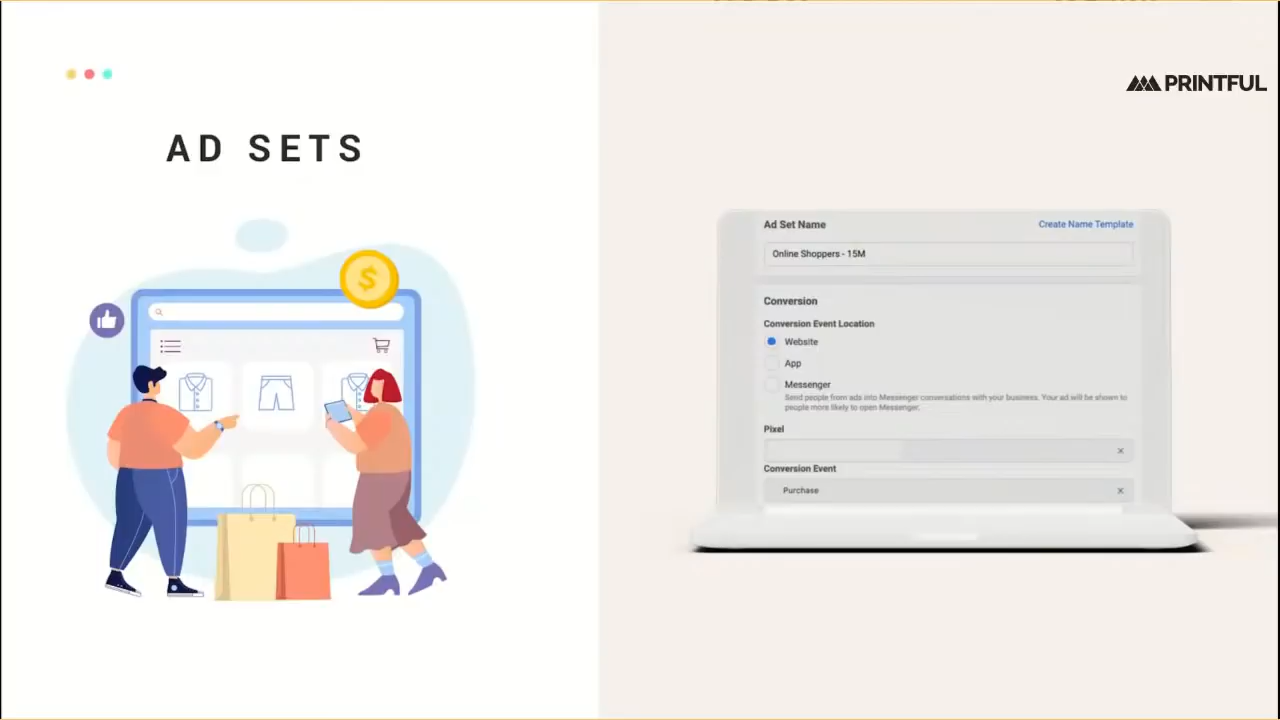 PRINTFUL
AD SETS
$
Ad Set Name
Create Name Template
Online Shoppers - 15M
Conversion
Conversion Event Location
Website
App
Messenger
Send people from ads into Messenger conversations with your business. Your ad will be shown to
people more likely to open Messenger.
Pixel
Conversion Event
Purchase